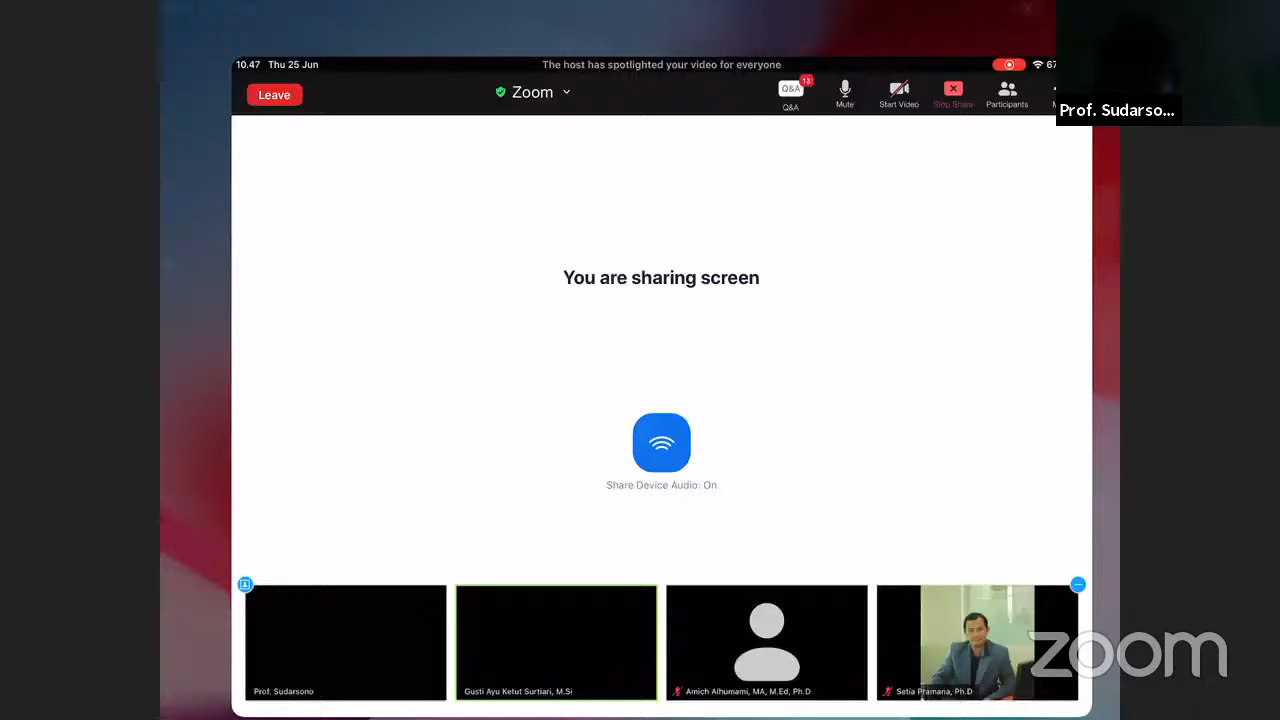 10.47 Thu 25 Jun
The host has spotlighted your video for everyone
67
Leave
Zoom
Q&A
13
Q&A
Mute
Start Video
Stop Share
Participants
Prof. Sudarso...
You are sharing screen
Share Device Audio: On
Prof. Sudarsono
Gusti Ayu Ketut Surtiari, M.Si
Amich Alhumami, MA, M.Ed, Ph.D
Setia Pramana, Ph.D
zoom